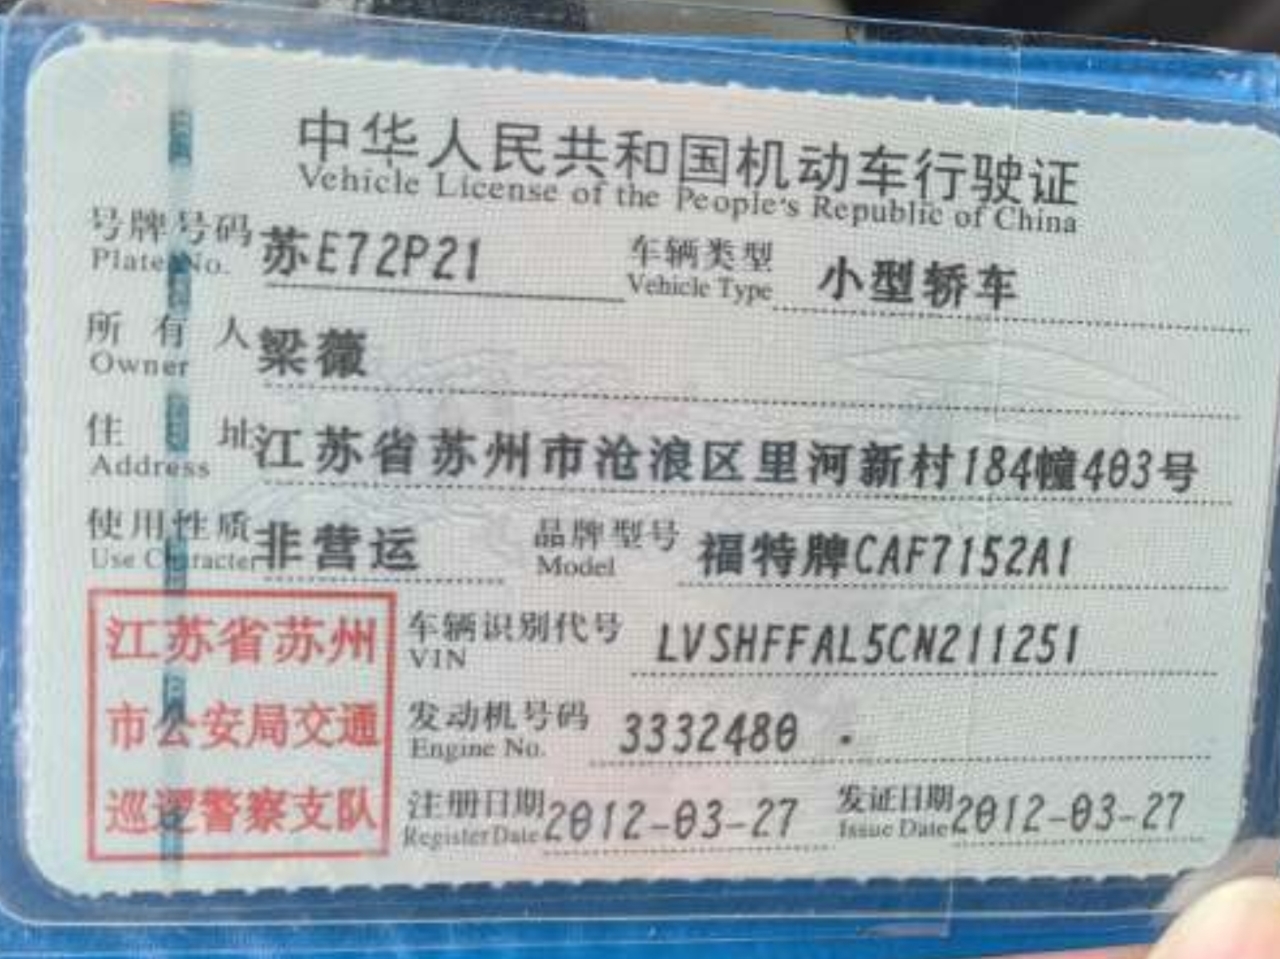 中华人民共和国机动车行驶证
Vehicle License of the People's Republic of China
号牌号码 苏E72P21 车辆类型 小型轿车
Plate No. Vehicle Type
所有人 梁薇
Owner
住址 江苏省苏州市沧浪区里河新村184幢403号
Address
使用性质 非营运 品牌型号 福特牌CAF7152A1
Use Character Model
江苏省苏州
市公安局交通
巡逻警察支队
车辆识别代号 LVSHFFAL5CN211251
VIN
发动机号码 3332480
Engine No.
注册日期 2012-03-27 发证日期 2012-03-27
Register Date Issue Date